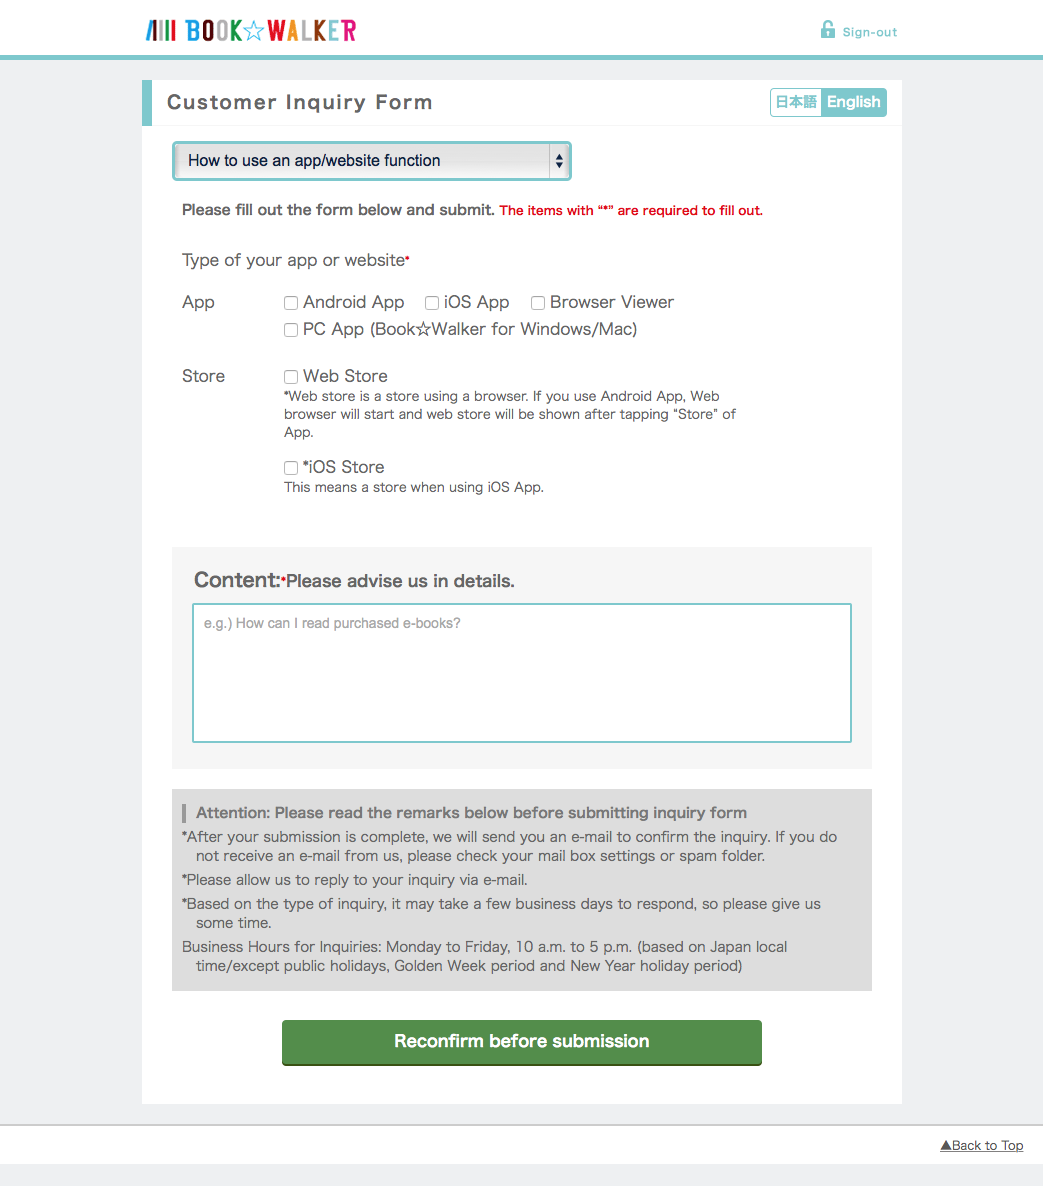 BOOK☆WALKER
Sign-out
Customer Inquiry Form
日本語 English
How to use an app/website function
Please fill out the form below and submit. The items with “*” are required to fill out.
Type of your app or website*
App
Android App iOS App Browser Viewer
PC App (Book☆Walker for Windows/Mac)
Store
Web Store
*Web store is a store using a browser. If you use Android App, Web
browser will start and web store will be shown after tapping “Store” of
App.
*iOS Store
This means a store when using iOS App.
Content:*Please advise us in details.
e.g.) How can I read purchased e-books?
Attention: Please read the remarks below before submitting inquiry form
*After your submission is complete, we will send you an e-mail to confirm the inquiry. If you do
not receive an e-mail from us, please check your mail box settings or spam folder.
*Please allow us to reply to your inquiry via e-mail.
*Based on the type of inquiry, it may take a few business days to respond, so please give us
some time.
Business Hours for Inquiries: Monday to Friday, 10 a.m. to 5 p.m. (based on Japan local
time/except public holidays, Golden Week period and New Year holiday period)
Reconfirm before submission
▲Back to Top